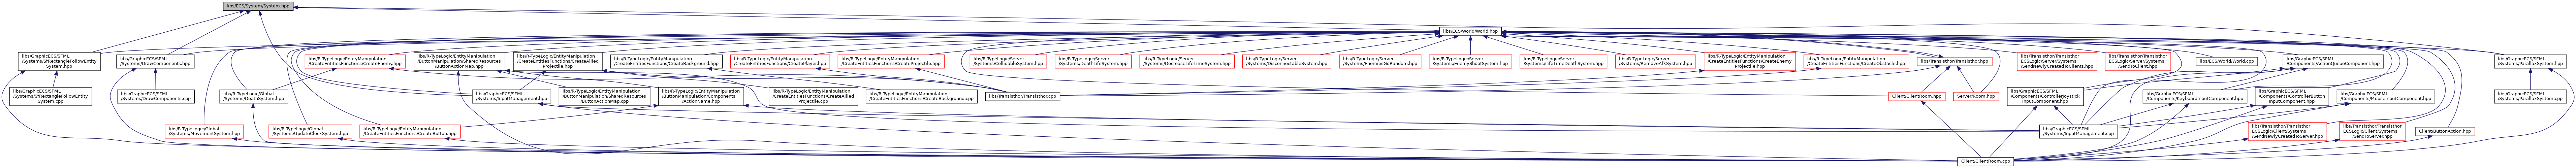 libs/ECS/System/System.hpp
libs/ECS/World/World.hpp
libs/GraphicECS/SFML
/Systems/SfRectangleFollowEntity
System.hpp
libs/GraphicECS/SFML
/Systems/DrawComponents.hpp
libs/R-TypeLogic/EntityManipulation
/CreateEntitiesFunctions/CreateEnemy.hpp
libs/R-TypeLogic/EntityManipulation
/ButtonManipulation/SharedResources
/ButtonActionMap.hpp
libs/R-TypeLogic/EntityManipulation
/CreateEntitiesFunctions/CreateAllied
Projectile.hpp
libs/R-TypeLogic/EntityManipulation
/CreateEntitiesFunctions/CreateBackground.hpp
libs/R-TypeLogic/EntityManipulation
/CreateEntitiesFunctions/CreatePlayer.hpp
libs/R-TypeLogic/EntityManipulation
/CreateEntitiesFunctions/CreateProjectile.hpp
libs/R-TypeLogic/Server
/Systems/CollidableSystem.hpp
libs/R-TypeLogic/Server
/Systems/DeathLifeSystem.hpp
libs/R-TypeLogic/Server
/Systems/DecreaseLifeTimeSystem.hpp
libs/R-TypeLogic/Server
/Systems/DisconnectableSystem.hpp
libs/R-TypeLogic/Server
/Systems/EnemiesGoRandom.hpp
libs/R-TypeLogic/Server
/Systems/EnemyShootSystem.hpp
libs/R-TypeLogic/Server
/Systems/LifeTimeDeathSystem.hpp
libs/R-TypeLogic/Server
/Systems/RemoveAfkSystem.hpp
libs/R-TypeLogic/EntityManipulation
/CreateEntitiesFunctions/CreateEnemy
Projectile.hpp
libs/R-TypeLogic/EntityManipulation
/CreateEntitiesFunctions/CreateObstacle.hpp
libs/Transisthor/Transisthor.hpp
libs/Transisthor/Transisthor
ECSLogic/Server/Systems
/SendNewlyCreatedToClients.hpp
libs/Transisthor/Transisthor
ECSLogic/Server/Systems
/SendToClient.hpp
libs/ECS/World/World.cpp
libs/GraphicECS/SFML
/Components/ActionQueueComponent.hpp
libs/GraphicECS/SFML
/Systems/ParallaxSystem.hpp
libs/GraphicECS/SFML
/Systems/SfRectangleFollowEntity
System.cpp
libs/GraphicECS/SFML
/Systems/DrawComponents.cpp
libs/R-TypeLogic/Global
/Systems/DeathSystem.hpp
libs/GraphicECS/SFML
/Systems/InputManagement.hpp
libs/R-TypeLogic/EntityManipulation
/ButtonManipulation/SharedResources
/ButtonActionMap.cpp
libs/R-TypeLogic/EntityManipulation
/ButtonManipulation/Components
/ActionName.hpp
libs/R-TypeLogic/EntityManipulation
/CreateEntitiesFunctions/CreateAllied
Projectile.cpp
libs/R-TypeLogic/EntityManipulation
/CreateEntitiesFunctions/CreateBackground.cpp
libs/Transisthor/Transisthor.cpp
Client/ClientRoom.hpp
Server/Room.hpp
libs/GraphicECS/SFML
/Components/ControllerJoystick
InputComponent.hpp
libs/GraphicECS/SFML
/Components/KeyboardInputComponent.hpp
libs/GraphicECS/SFML
/Components/ControllerButton
InputComponent.hpp
libs/GraphicECS/SFML
/Components/MouseInputComponent.hpp
libs/GraphicECS/SFML
/Systems/ParallaxSystem.cpp
libs/R-TypeLogic/Global
/Systems/MovementSystem.hpp
libs/R-TypeLogic/Global
/Systems/UpdateClockSystem.hpp
libs/R-TypeLogic/EntityManipulation
/CreateEntitiesFunctions/CreateButton.hpp
libs/GraphicECS/SFML
/Systems/InputManagement.cpp
libs/Transisthor/Transisthor
ECSLogic/Client/Systems
/SendNewlyCreatedToServer.hpp
libs/Transisthor/Transisthor
ECSLogic/Client/Systems
/SendToServer.hpp
Client/ButtonAction.hpp
Client/ClientRoom.cpp